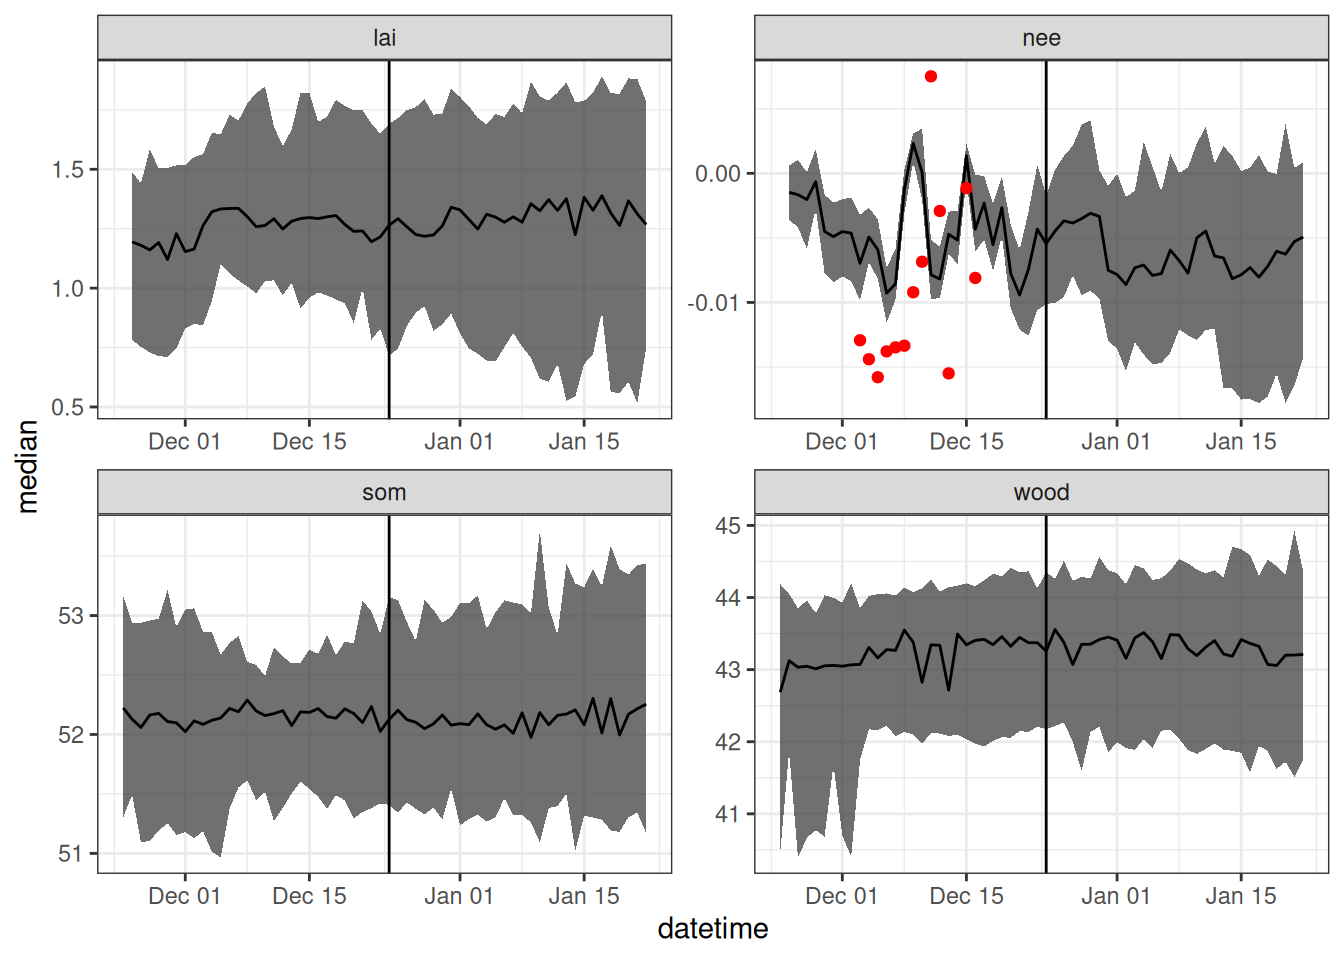 lai
nee
1.5
1.0
0.5
0.00
-0.01
Dec 01 Dec 15 Jan 01 Jan 15
Dec 01 Dec 15 Jan 01 Jan 15
median
som
wood
53
52
51
45
44
43
42
41
Dec 01 Dec 15 Jan 01 Jan 15
Dec 01 Dec 15 Jan 01 Jan 15
datetime